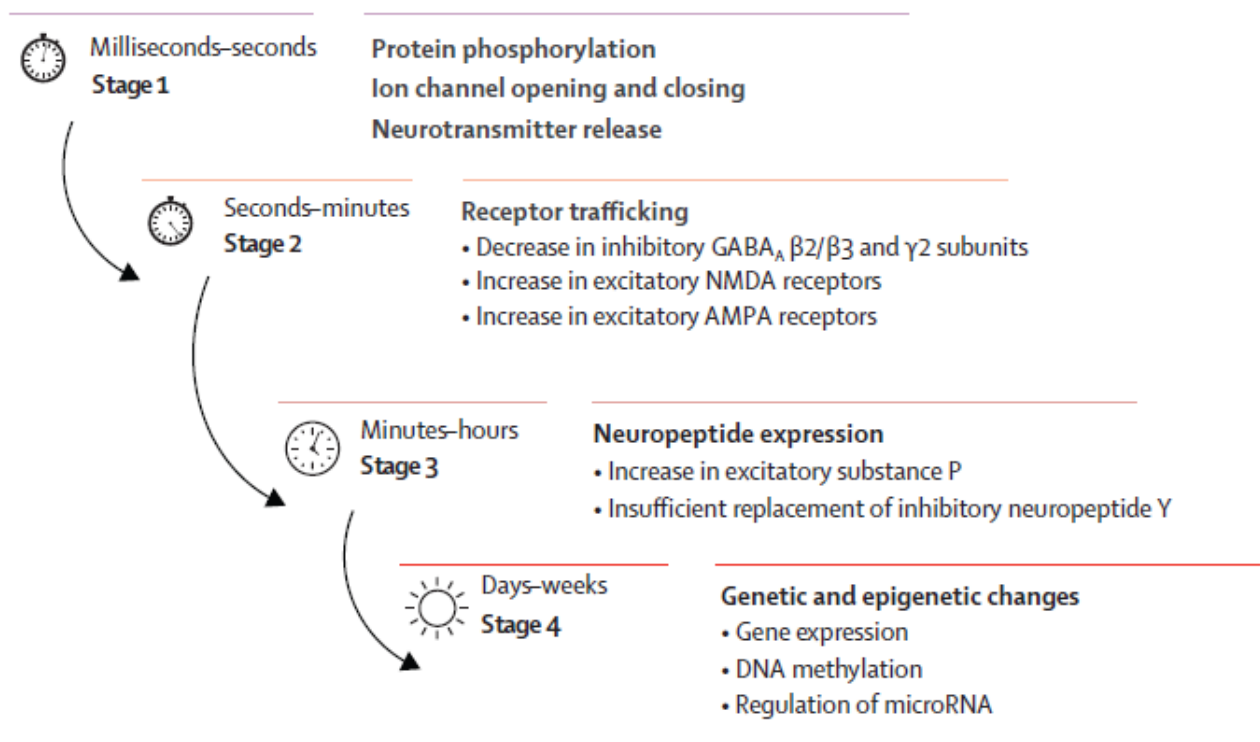 Milliseconds–seconds
Stage 1
Protein phosphorylation
Ion channel opening and closing
Neurotransmitter release
Seconds–minutes
Stage 2
Receptor trafficking
• Decrease in inhibitory GABAA β2/β3 and γ2 subunits
• Increase in excitatory NMDA receptors
• Increase in excitatory AMPA receptors
Minutes–hours
Stage 3
Neuropeptide expression
• Increase in excitatory substance P
• Insufficient replacement of inhibitory neuropeptide Y
Days–weeks
Stage 4
Genetic and epigenetic changes
• Gene expression
• DNA methylation
• Regulation of microRNA